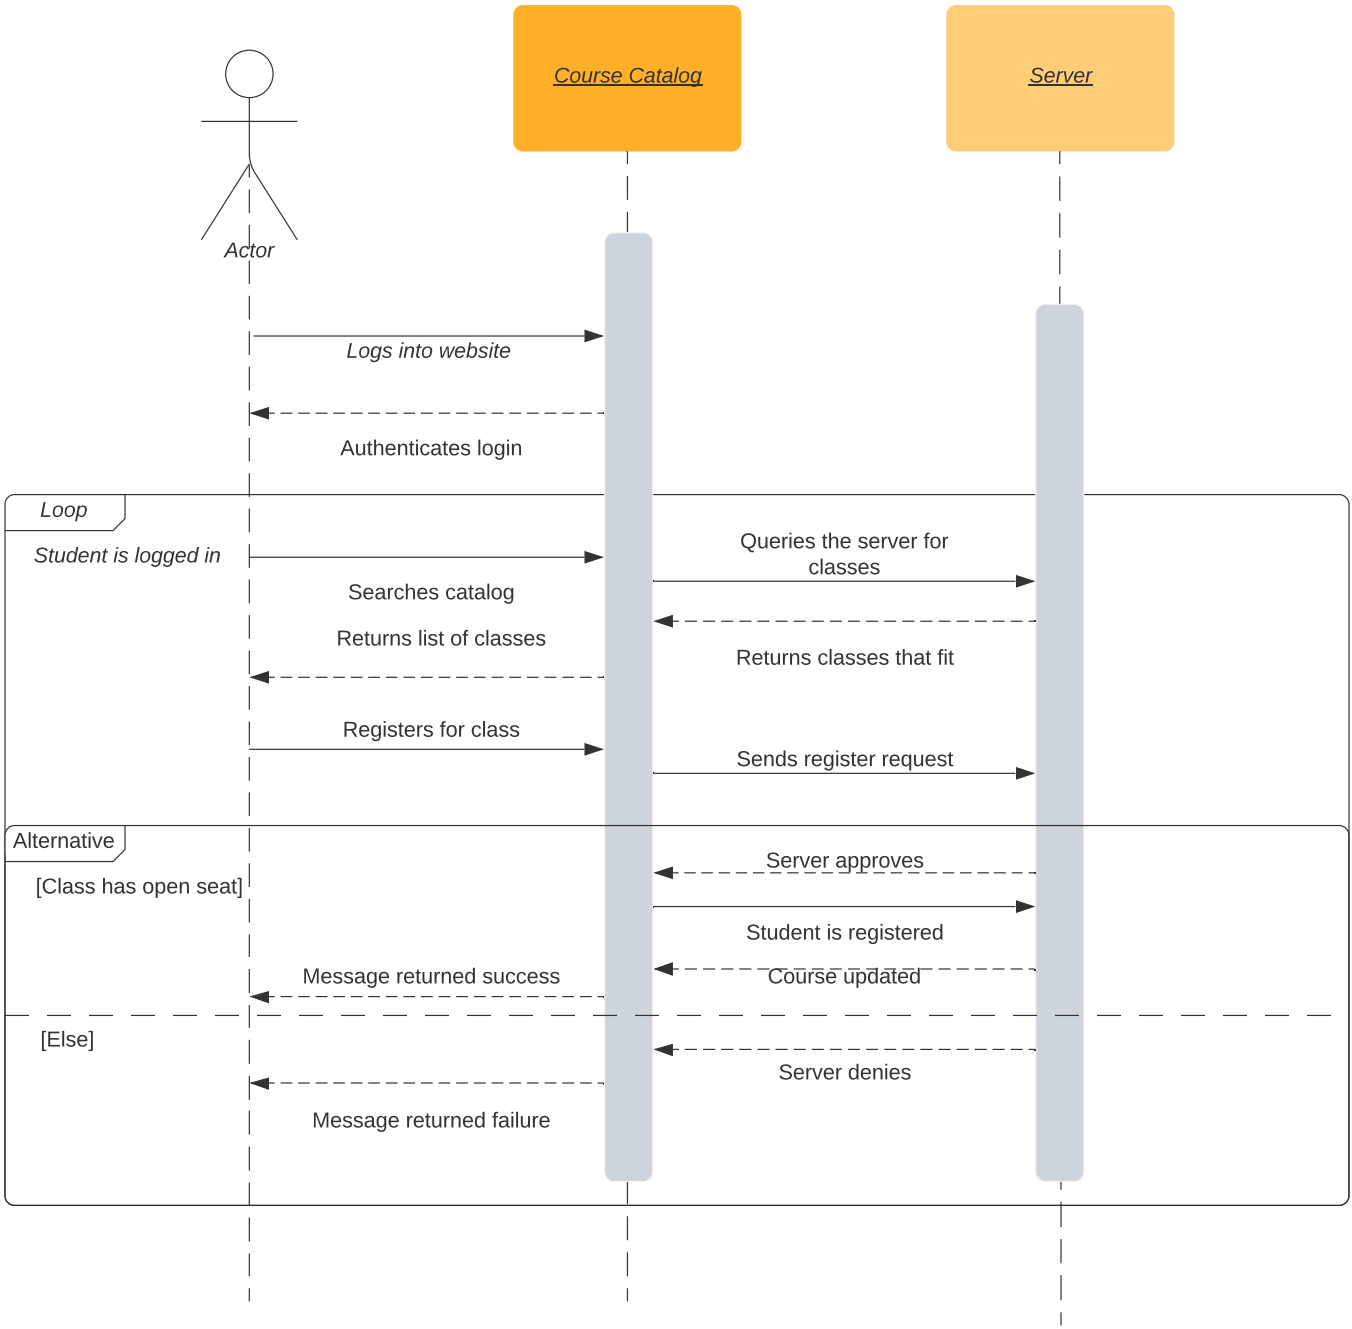 Course Catalog
Server
Actor
Logs into website
Authenticates login
Loop
Student is logged in
Queries the server for
classes
Searches catalog
Returns list of classes
Returns classes that fit
Registers for class
Sends register request
Alternative
Server approves
[Class has open seat]
Student is registered
Message returned success
Course updated
[Else]
Server denies
Message returned failure